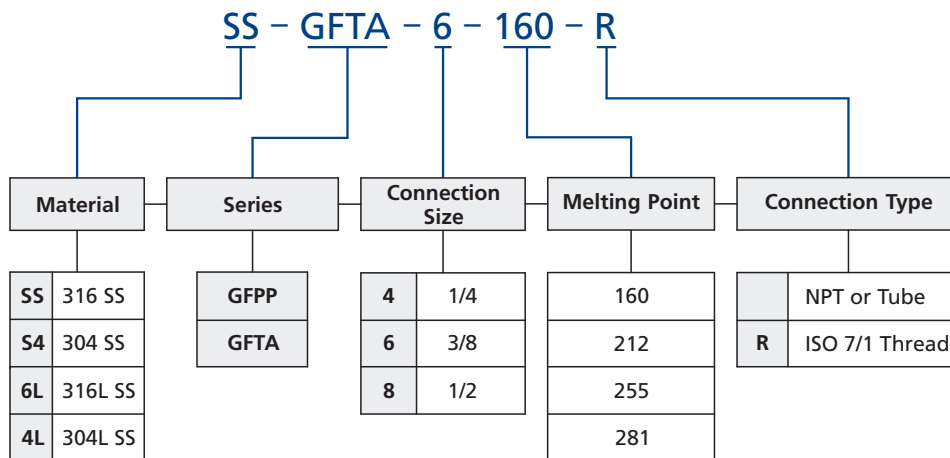 SS – GFTA – 6 – 160 – R
Material
Series
Connection
Size
Melting Point
Connection Type
SS 316 SS
S4 304 SS
6L 316L SS
4L 304L SS
GFPP
GFTA
4 1/4
6 3/8
8 1/2
160
212
255
281
NPT or Tube
R ISO 7/1 Thread